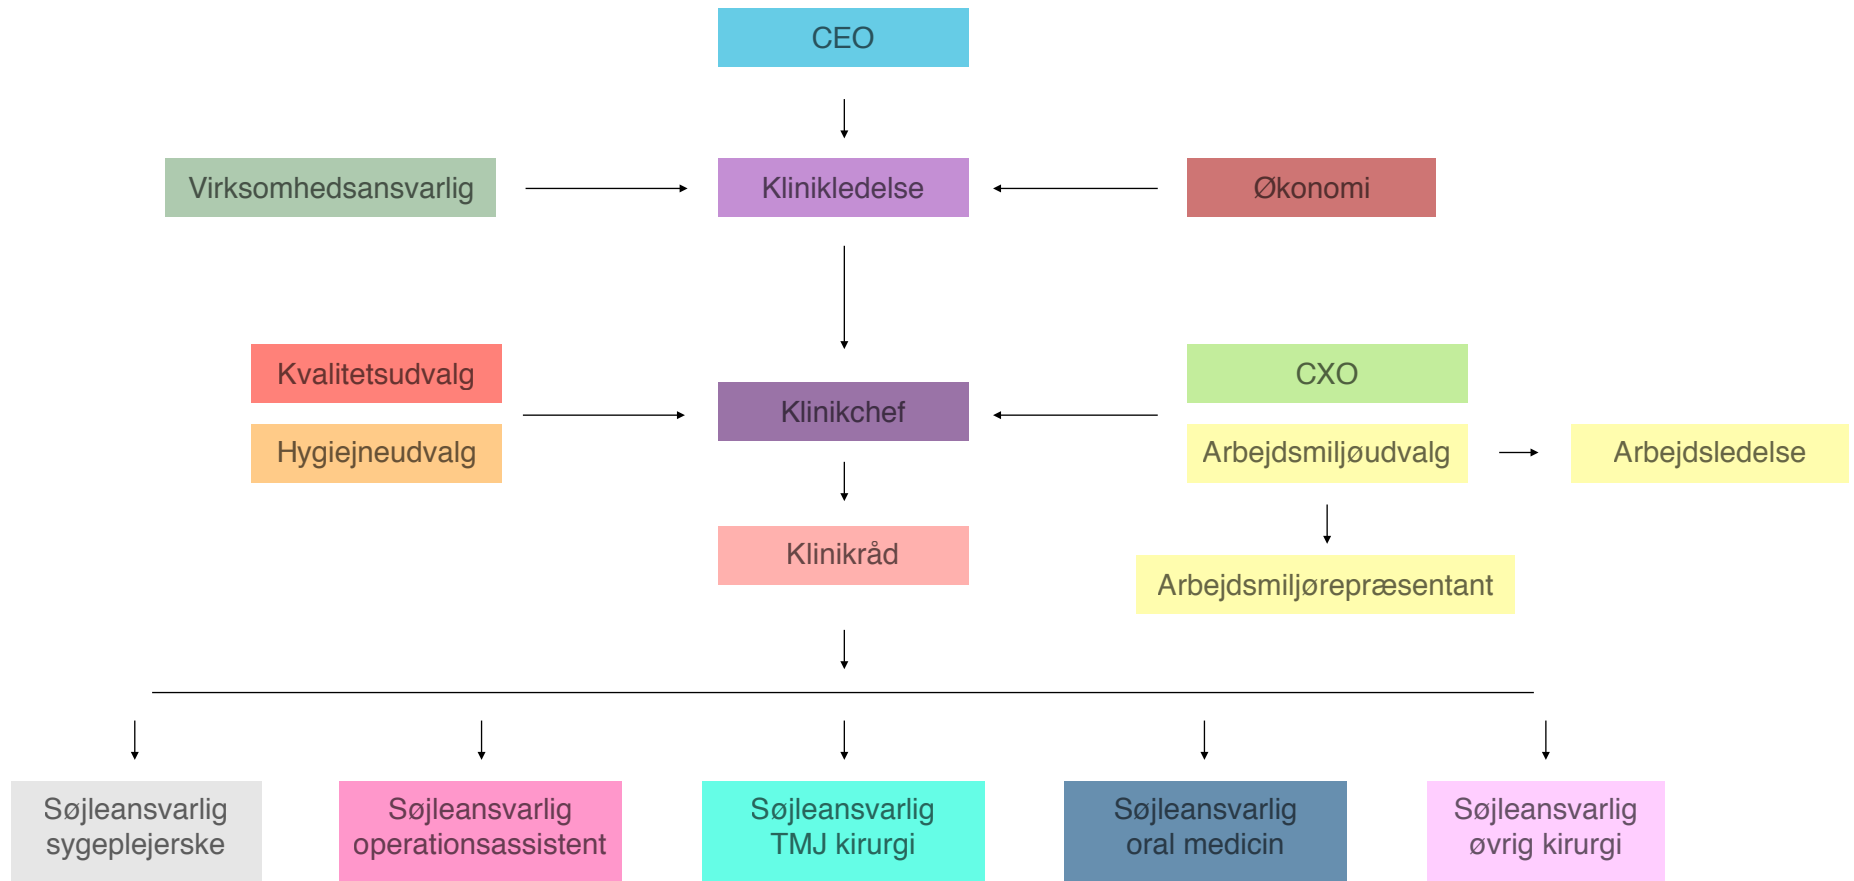 CEO
Virksomhedsansvarlig
Klinikledelse
Økonomi
Kvalitetsudvalg
CXO
Klinikchef
Hygiejneudvalg
Arbejdsmiljøudvalg
Arbejdsledelse
Klinikråd
Arbejdsmiljørepræsentant
Søjleansvarlig
sygeplejerske
Søjleansvarlig
operationsassistent
Søjleansvarlig
TMJ kirurgi
Søjleansvarlig
oral medicin
Søjleansvarlig
øvrig kirurgi